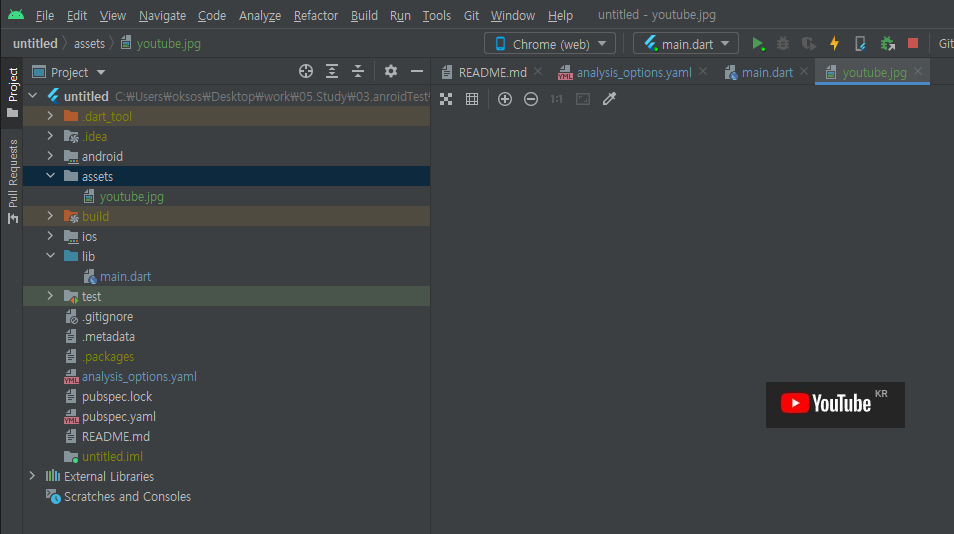 File Edit View Navigate Code Analyze Refactor Build Run Tools Git Window Help untitled - youtube.jpg
untitled assets youtube.jpg Chrome (web) main.dart Git
Project README.md analysis_options.yaml main.dart youtube.jpg
Project
Pull Requests
untitled C:₩Users₩oksos₩Desktop₩work₩05.Study₩03.anroidTest₩
.dart_tool
.idea
android
assets
youtube.jpg
build
ios
lib
main.dart
test
.gitignore
.metadata
.packages
analysis_options.yaml
pubspec.lock
pubspec.yaml
README.md
untitled.iml
External Libraries
Scratches and Consoles
1:1
YouTube KR